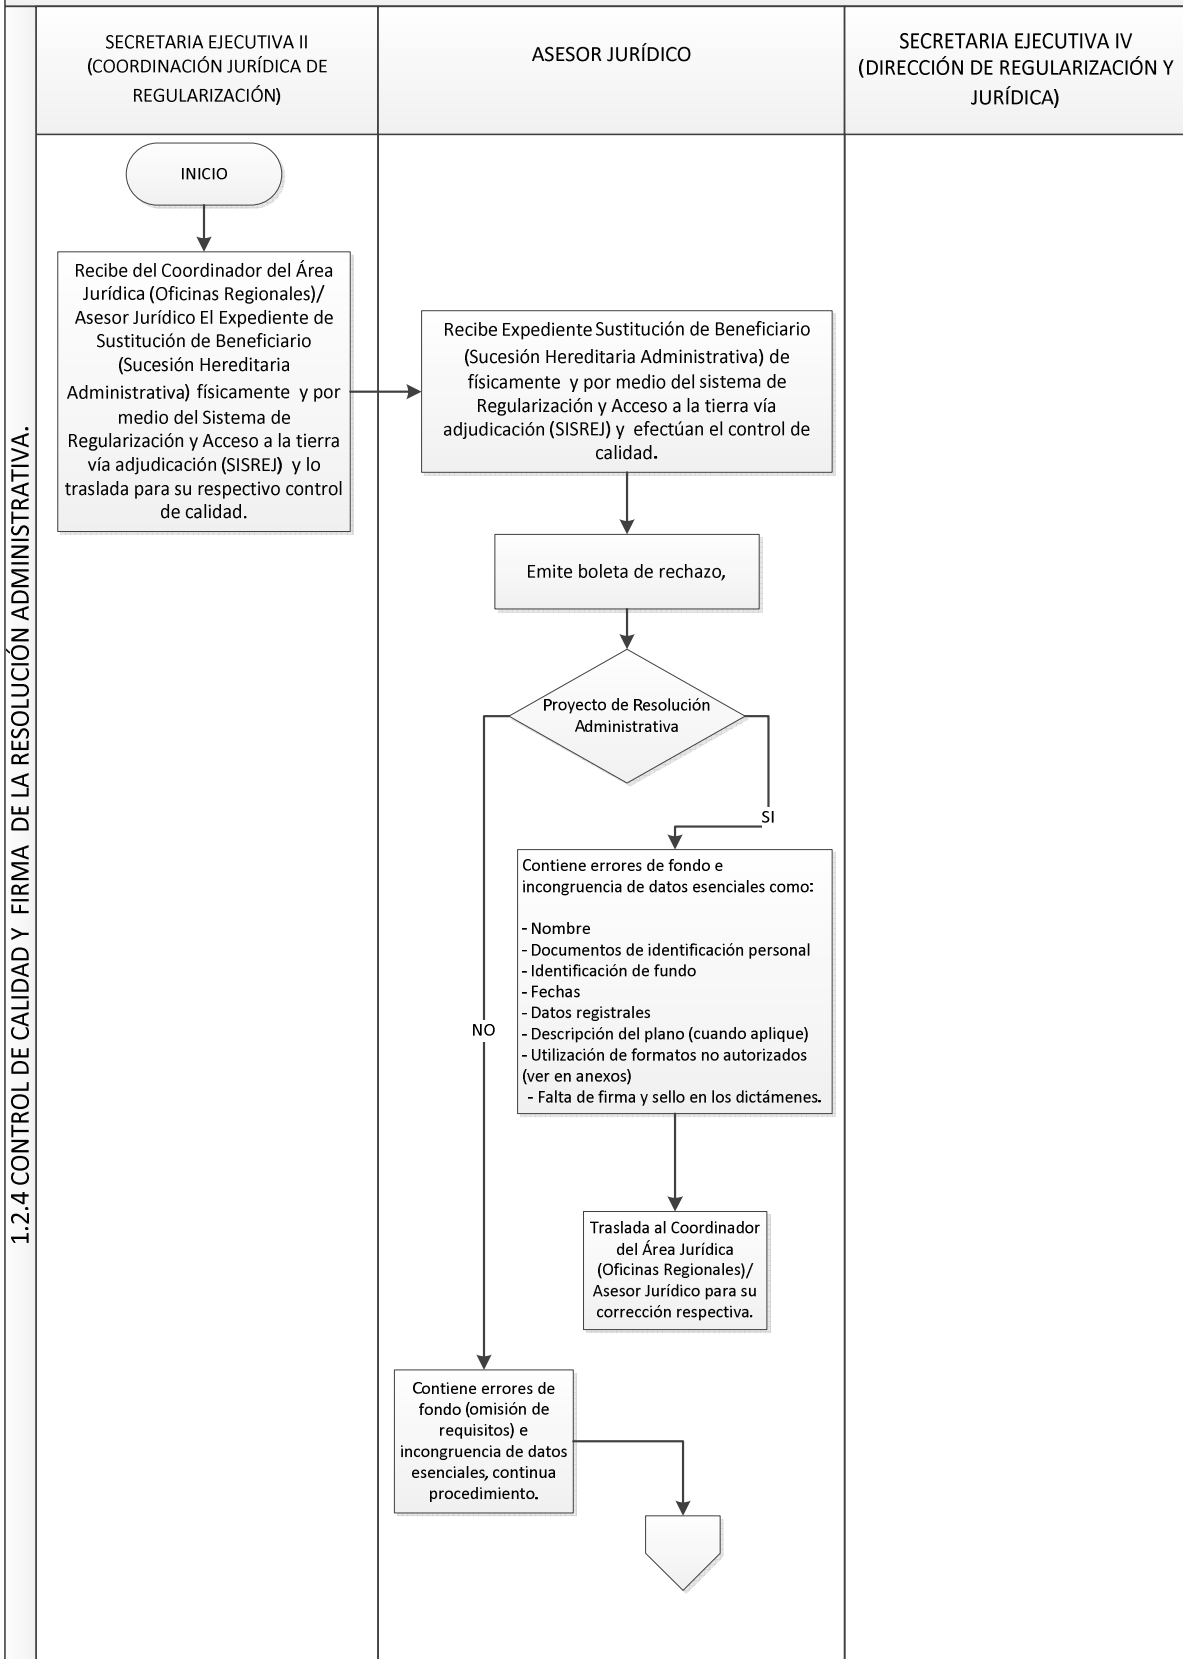 1.2.4 CONTROL DE CALIDAD Y FIRMA DE LA RESOLUCIÓN ADMINISTRATIVA.
SECRETARIA EJECUTIVA II
(COORDINACIÓN JURÍDICA DE
REGULARIZACIÓN)
ASESOR JURÍDICO
SECRETARIA EJECUTIVA IV
(DIRECCIÓN DE REGULARIZACIÓN Y
JURÍDICA)
INICIO
Recibe del Coordinador del Área
Jurídica (Oficinas Regionales)/
Asesor Jurídico El Expediente de
Sustitución de Beneficiario
(Sucesión Hereditaria
Administrativa) físicamente y por
medio del Sistema de
Regularización y Acceso a la tierra
vía adjudicación (SISREJ) y lo
traslada para su respectivo control
de calidad.
Recibe Expediente Sustitución de Beneficiario
(Sucesión Hereditaria Administrativa) de
físicamente y por medio del sistema de
Regularización y Acceso a la tierra vía
adjudicación (SISREJ) y efectúan el control de
calidad.
Emite boleta de rechazo,
Proyecto de Resolución
Administrativa
SI
Contiene errores de fondo e
incongruencia de datos esenciales como:
- Nombre
- Documentos de identificación personal
- Identificación de fundo
- Fechas
- Datos registrales
- Descripción del plano (cuando aplique)
- Utilización de formatos no autorizados
(ver en anexos)
- Falta de firma y sello en los dictámenes.
NO
Traslada al Coordinador
del Área Jurídica
(Oficinas Regionales)/
Asesor Jurídico para su
corrección respectiva.
Contiene errores de
fondo (omisión de
requisitos) e
incongruencia de datos
esenciales, continua
procedimiento.